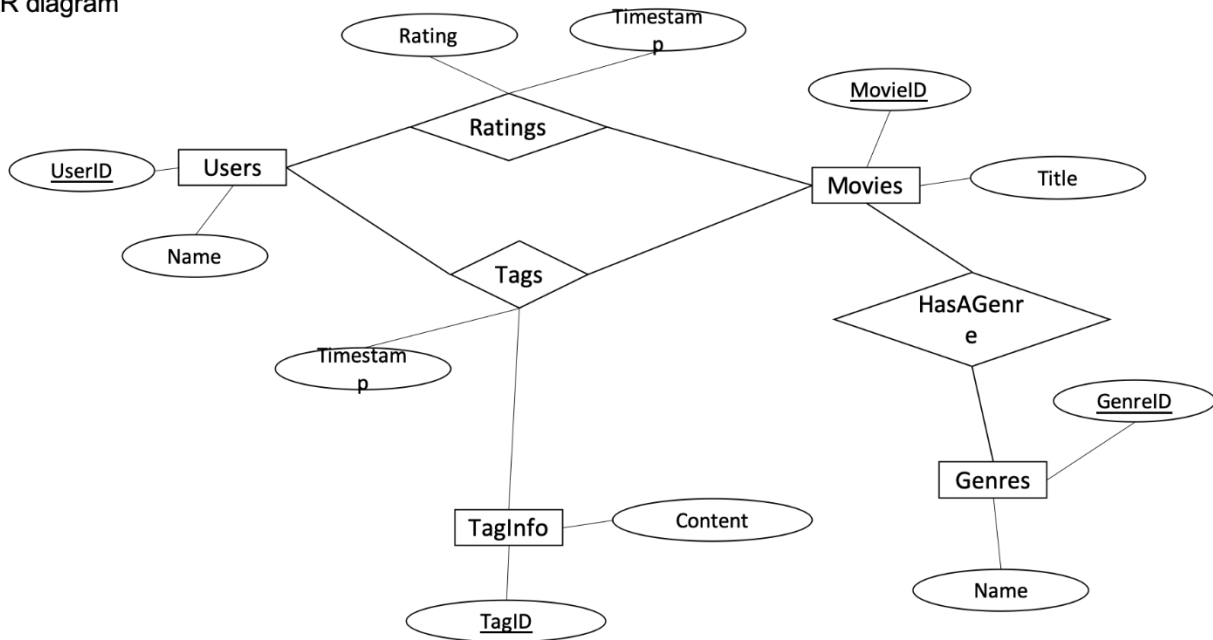 R diagram
Rating
Timestam
p
MovieID
Ratings
UserID
Users
Movies
Title
Name
Tags
HasAGenr
e
Timestam
p
GenreID
Genres
TagInfo
Content
Name
TagID